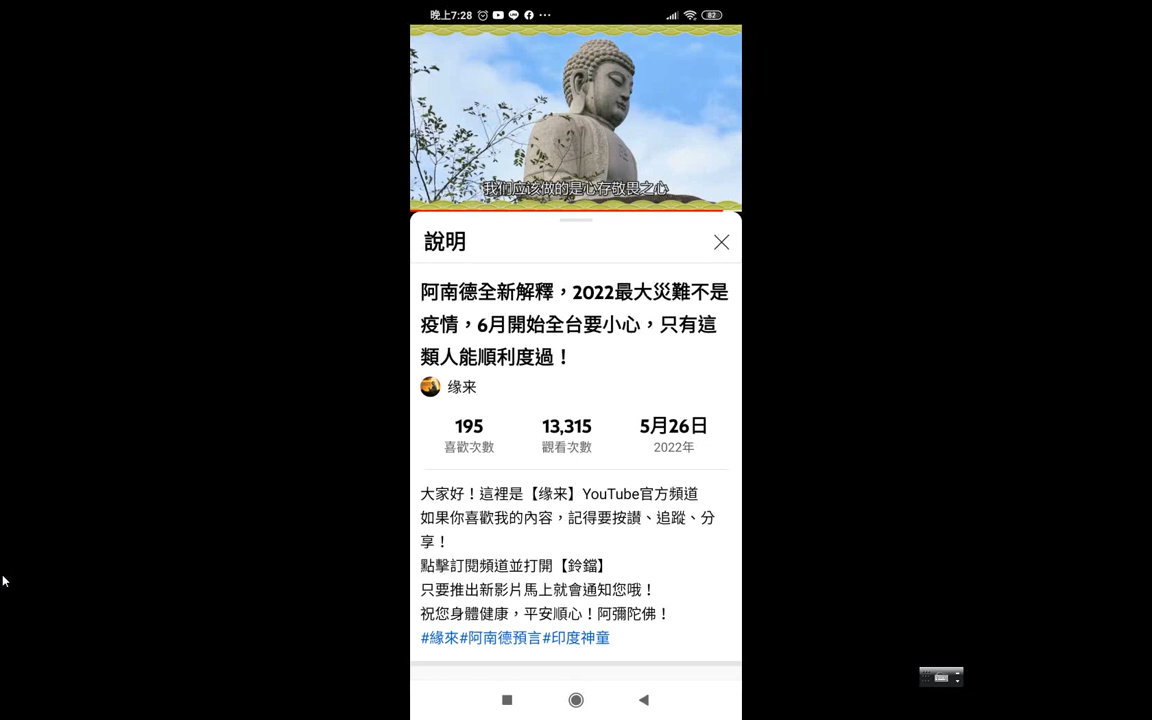 晚上7:28
82
我们应该做的是心存敬畏之心
說明
阿南德全新解釋，2022最大災難不是
疫情，6月開始全台要小心，只有這
類人能順利度過！
缘来
195 13,315 5月26日
喜歡次數 觀看次數 2022年
大家好！這裡是【缘来】YouTube官方頻道
如果你喜歡我的內容，記得要按讚、追蹤、分
享！
點擊訂閱頻道並打開【鈴鐺】
只要推出新影片馬上就會通知您哦！
祝您身體健康，平安順心！阿彌陀佛！
#緣來#阿南德預言#印度神童